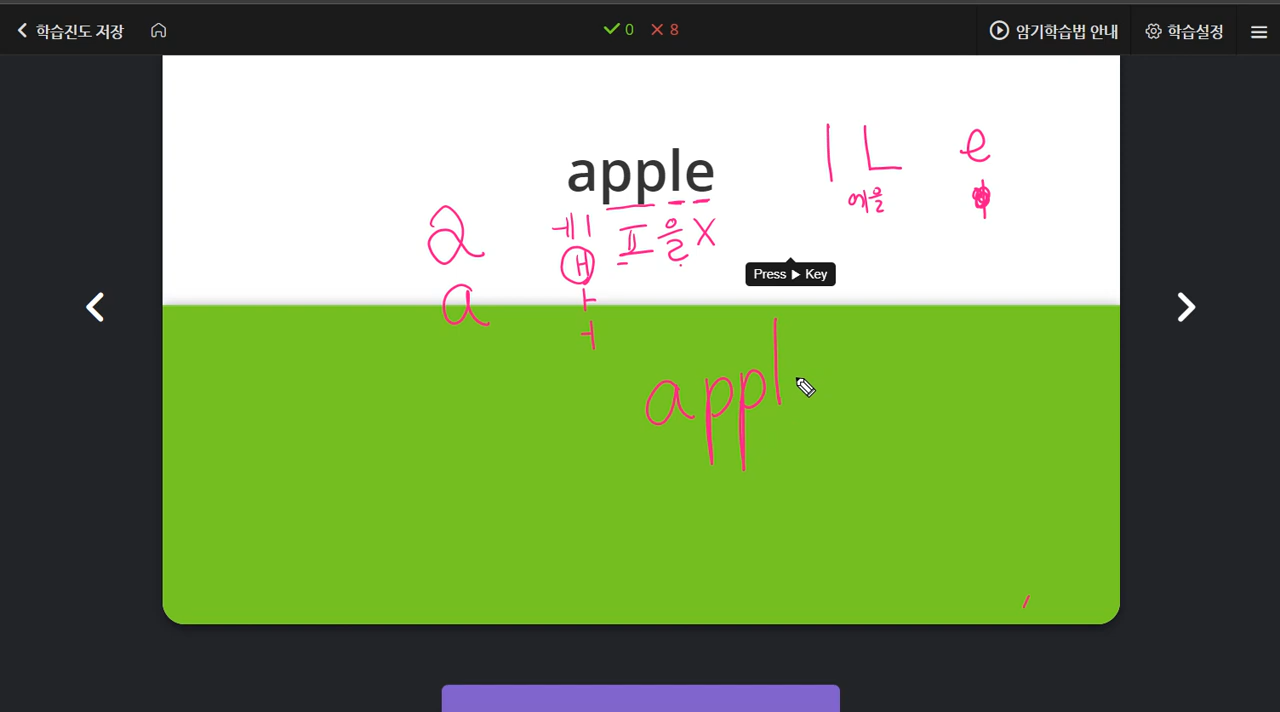 학습진도 저장 0 8 암기학습법 안내 학습설정
apple
l L e
에을
a ㅔㅣ ㅍ 을 X
ㅐ
a ㅏ
ㅓ
Press ▶ Key
appl